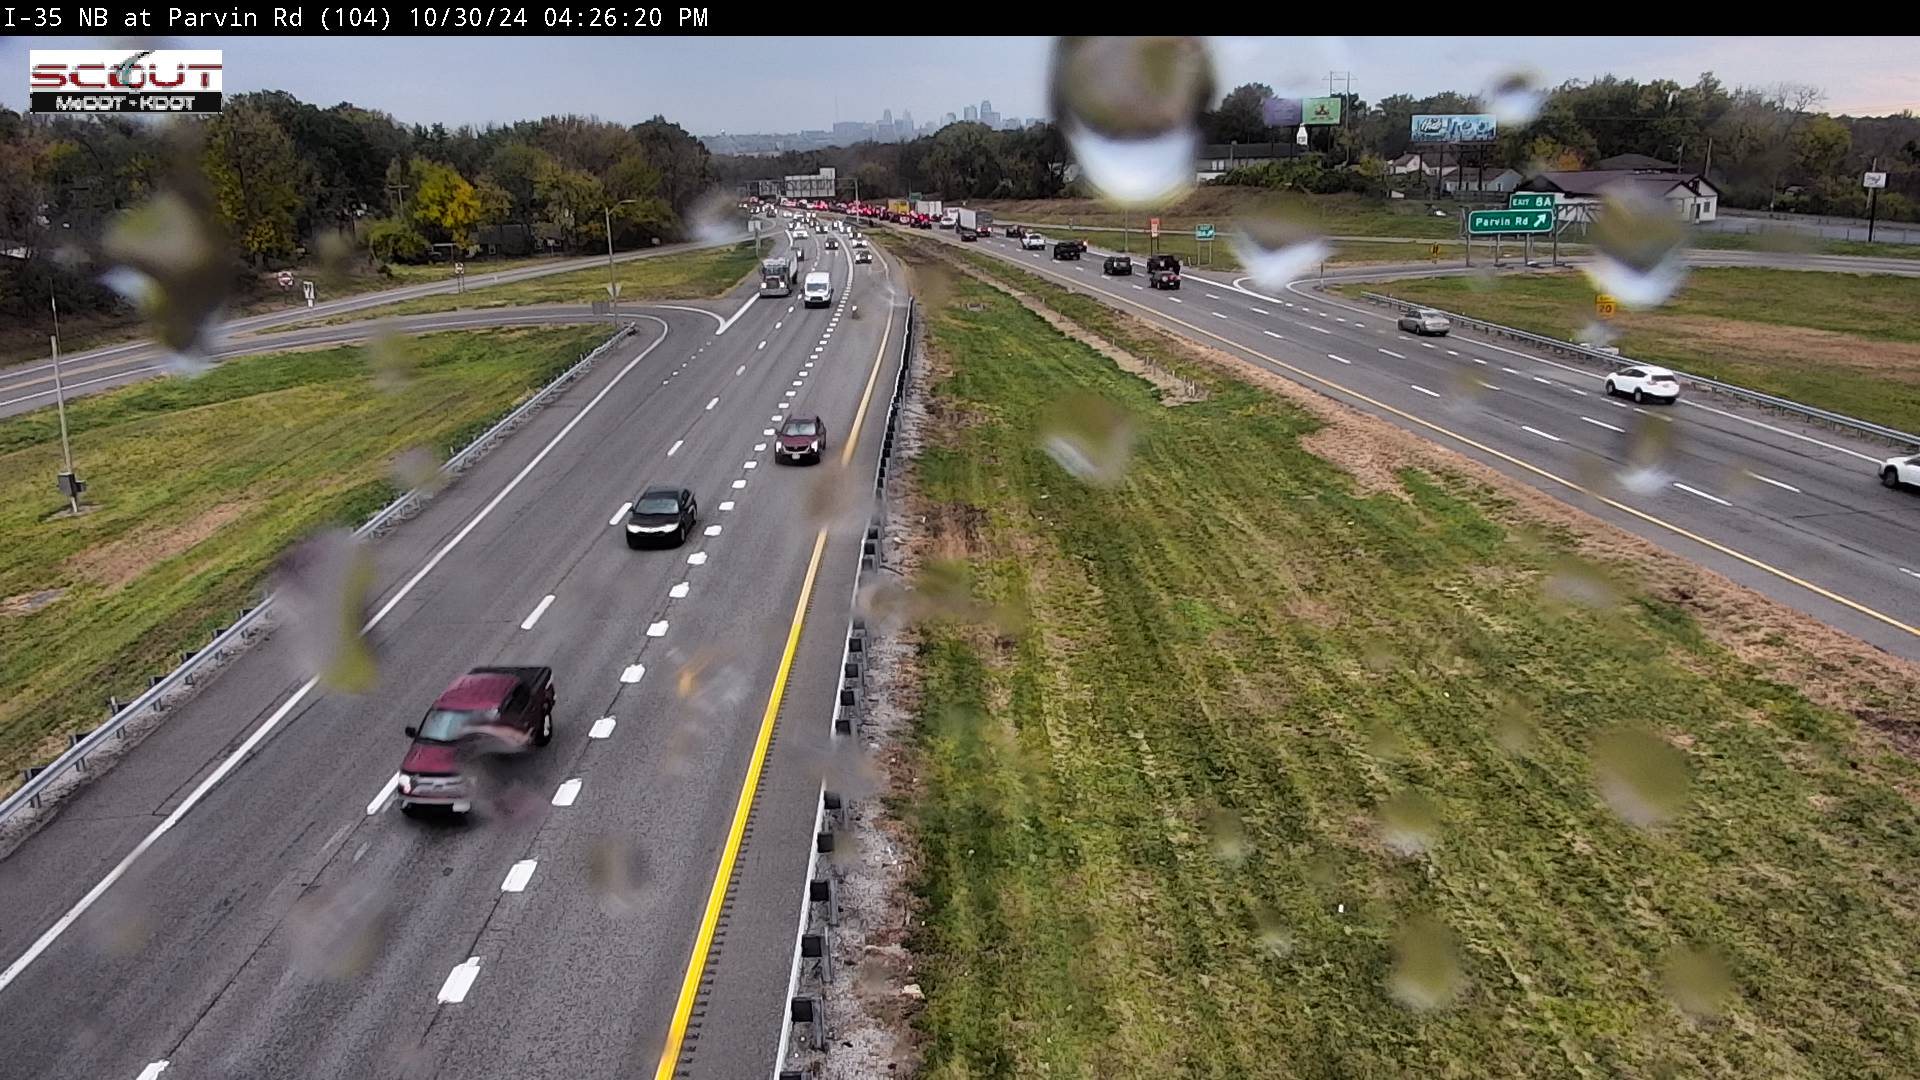 I-35 NB at Parvin Rd (104) 10/30/24 04:26:20 PM
SCOUT
MoDOT - KDOT
EXIT 8A
Parvin Rd
20